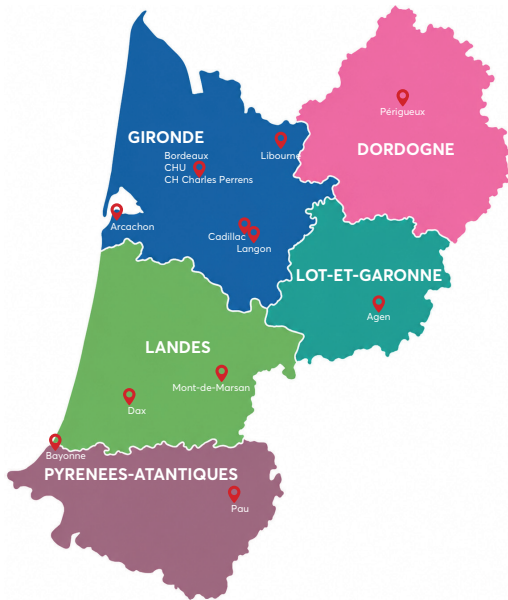 Périgueux
GIRONDE
DORDOGNE
Bordeaux
CHU
CH Charles Perrens
Libourne
Arcachon
Cadillac
Langon
LOT-ET-GARONNE
Agen
LANDES
Mont-de-Marsan
Dax
Bayonne
PYRENEES-ATANTIQUES
Pau